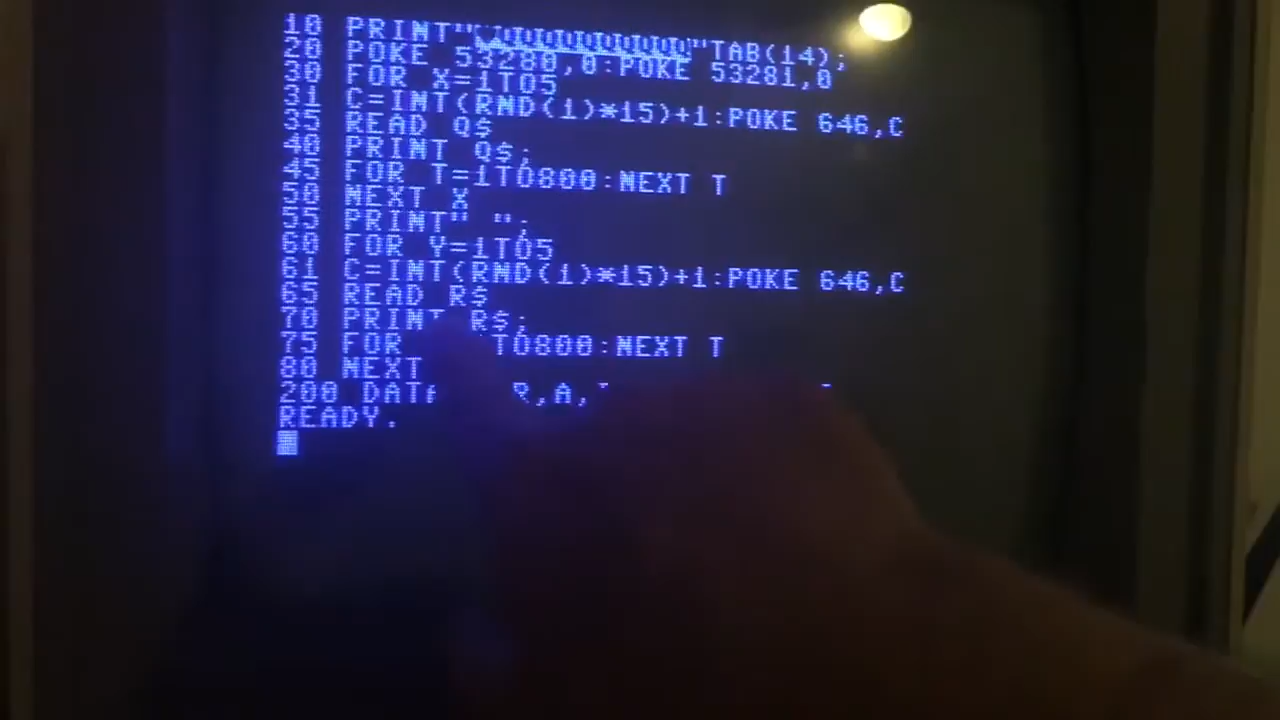 10 PRINT" "TAB(14);
20 POKE 53280,0:POKE 53281,0
30 FOR X=1TO5
31 C=INT(RND(1)*15)+1:POKE 646,C
35 READ Q$
40 PRINT Q$;
45 FOR T=1TO800:NEXT T
50 NEXT X
55 PRINT" ";
60 FOR Y=1TO5
61 C=INT(RND(1)*15)+1:POKE 646,C
65 READ R$
70 PRINT R$;
75 FOR TO800:NEXT T
80 NEXT
200 DATA R,A,
READY.